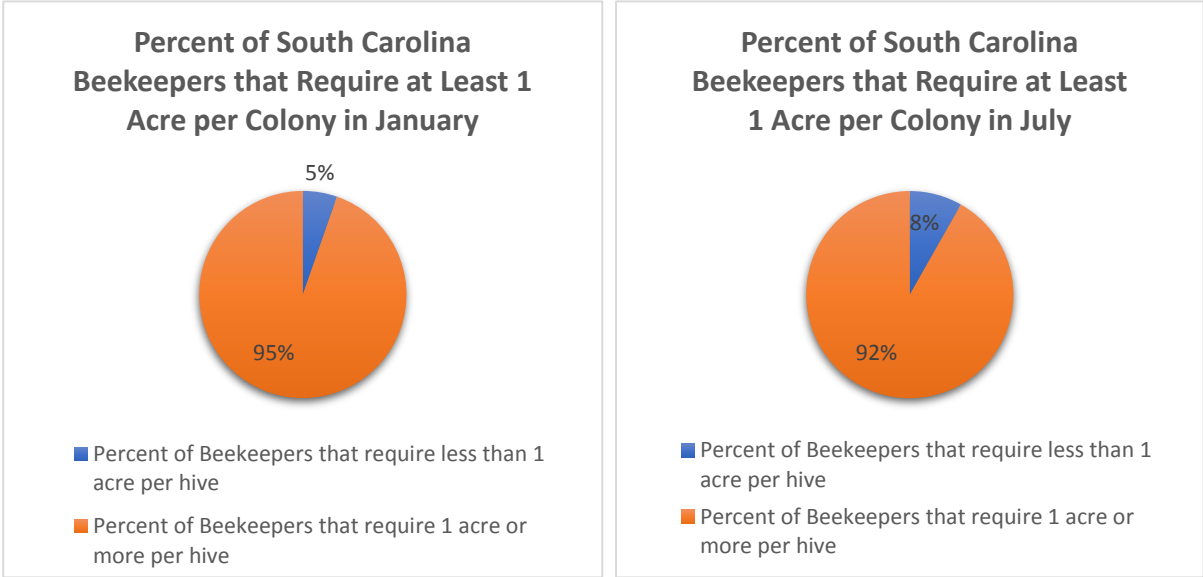 Percent of South Carolina
Beekeepers that Require at Least 1
Acre per Colony in January
5%
95%
Percent of Beekeepers that require less than 1
acre per hive
Percent of Beekeepers that require 1 acre or
more per hive
Percent of South Carolina
Beekeepers that Require at Least
1 Acre per Colony in July
8%
92%
Percent of Beekeepers that require less than 1
acre per hive
Percent of Beekeepers that require 1 acre or
more per hive